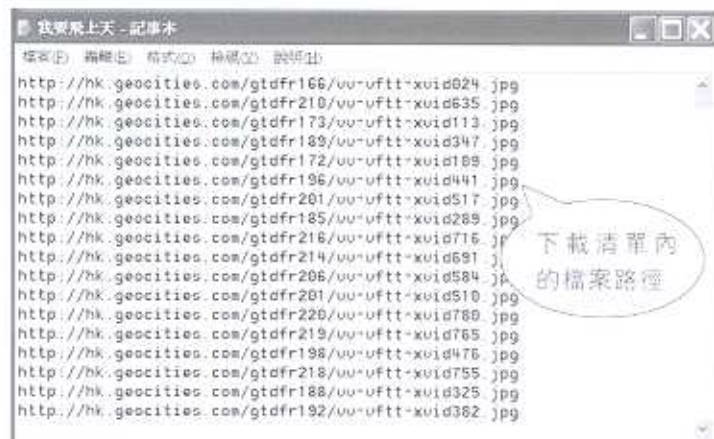 我要飛上天 - 記事本
檔案(F) 編輯(E) 格式(O) 檢視(V) 說明(H)
http://hk.geocities.com/gtdfr166/vv-vftt-xvid024.jpg
http://hk.geocities.com/gtdfr210/vv-vftt-xvid635.jpg
http://hk.geocities.com/gtdfr173/vv-vftt-xvid113.jpg
http://hk.geocities.com/gtdfr189/vv-vftt-xvid347.jpg
http://hk.geocities.com/gtdfr172/vv-vftt-xvid109.jpg
http://hk.geocities.com/gtdfr196/vv-vftt-xvid441.jpg
http://hk.geocities.com/gtdfr201/vv-vftt-xvid517.jpg
http://hk.geocities.com/gtdfr185/vv-vftt-xvid289.jpg
http://hk.geocities.com/gtdfr216/vv-vftt-xvid716.jpg
http://hk.geocities.com/gtdfr214/vv-vftt-xvid691.jp
http://hk.geocities.com/gtdfr206/vv-vftt-xvid584.jp
http://hk.geocities.com/gtdfr201/vv-vftt-xvid510.jpg
http://hk.geocities.com/gtdfr220/vv-vftt-xvid780.jpg
http://hk.geocities.com/gtdfr219/vv-vftt-xvid765.jpg
http://hk.geocities.com/gtdfr198/vv-vftt-xvid476.jpg
http://hk.geocities.com/gtdfr218/vv-vftt-xvid755.jpg
http://hk.geocities.com/gtdfr188/vv-vftt-xvid325.jpg
http://hk.geocities.com/gtdfr192/vv-vftt-xvid382.jpg
下載清單內
的檔案路徑